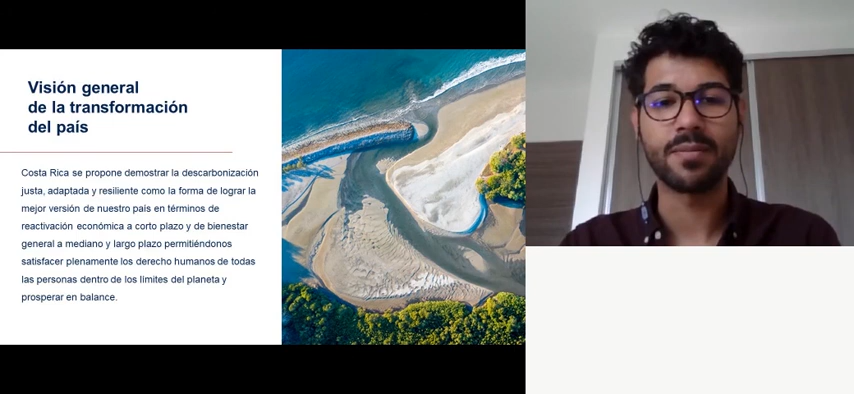 Visión general
de la transformación
del país
Costa Rica se propone demostrar la descarbonización
justa, adaptada y resiliente como la forma de lograr la
mejor versión de nuestro país en términos de
reactivación económica a corto plazo y de bienestar
general a mediano y largo plazo permitiéndonos
satisfacer plenamente los derecho humanos de todas
las personas dentro de los límites del planeta y
prosperar en balance.